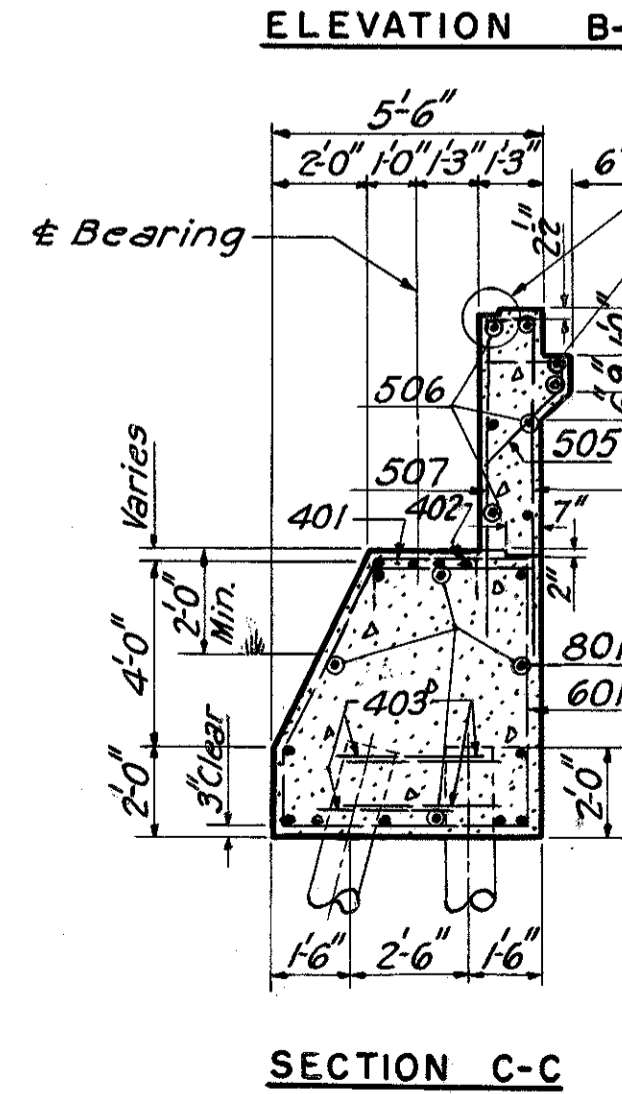 ELEVATION B-
5'-6"
2'-0" 1'-0" 1'-3" 1'-3" 6"
℄ Bearing
506
505
507
7"
401
402
Varies
2'-0" Min.
2"
4'-0"
801
601
403
3" Clear
2'-0"
2'-0"
1'-6" 2'-6" 1'-6"
SECTION C-C